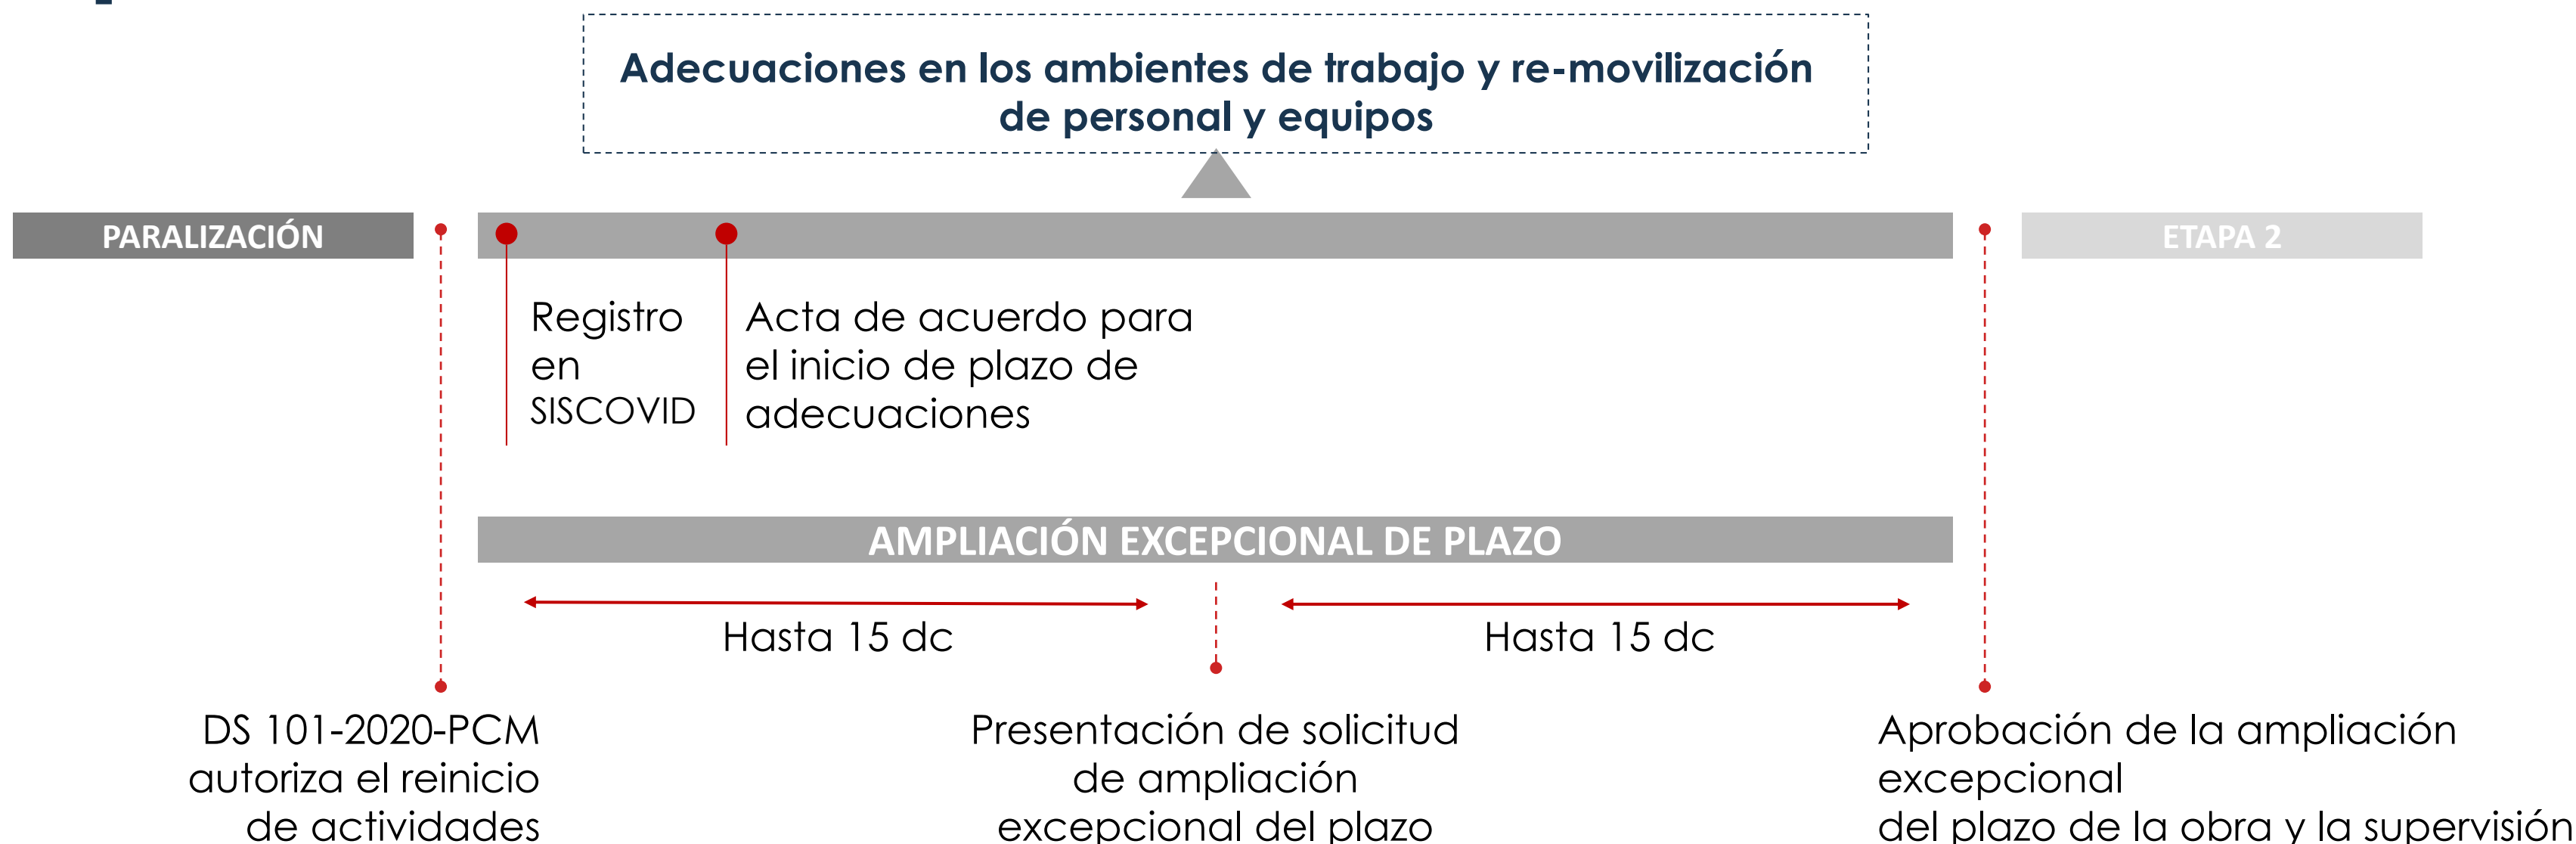 Adecuaciones en los ambientes de trabajo y re-movilización
de personal y equipos
PARALIZACIÓN
ETAPA 2
Registro
en
SISCOVID
Acta de acuerdo para
el inicio de plazo de
adecuaciones
AMPLIACIÓN EXCEPCIONAL DE PLAZO
Hasta 15 dc
Hasta 15 dc
DS 101-2020-PCM
autoriza el reinicio
de actividades
Presentación de solicitud
de ampliación
excepcional del plazo
Aprobación de la ampliación
excepcional
del plazo de la obra y la supervisión